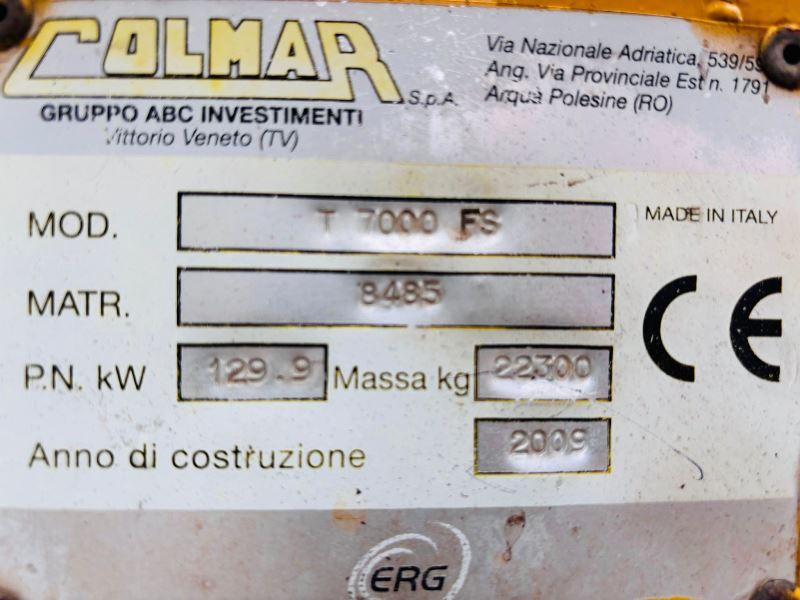 COLMAR S.p.A.
GRUPPO ABC INVESTIMENTI
Vittorio Veneto (TV)
Via Nazionale Adriatica, 539/59
Ang. Via Provinciale Est n. 1791
Arquà Polesine (RO)
MOD. T 7000 FS
MADE IN ITALY
MATR. 8485
CE
P.N. kW 129.9 Massa kg 22300
Anno di costruzione 2009
ERG